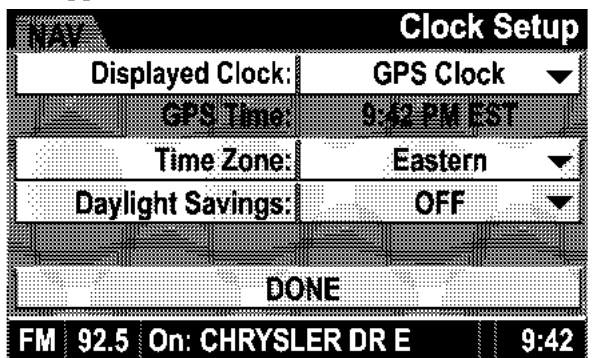 NAV Clock Setup
Displayed Clock: GPS Clock
GPS Time: 9:42 PM EST
Time Zone: Eastern
Daylight Savings: OFF
DONE
FM 92.5 On: CHRYSLER DR E 9:42